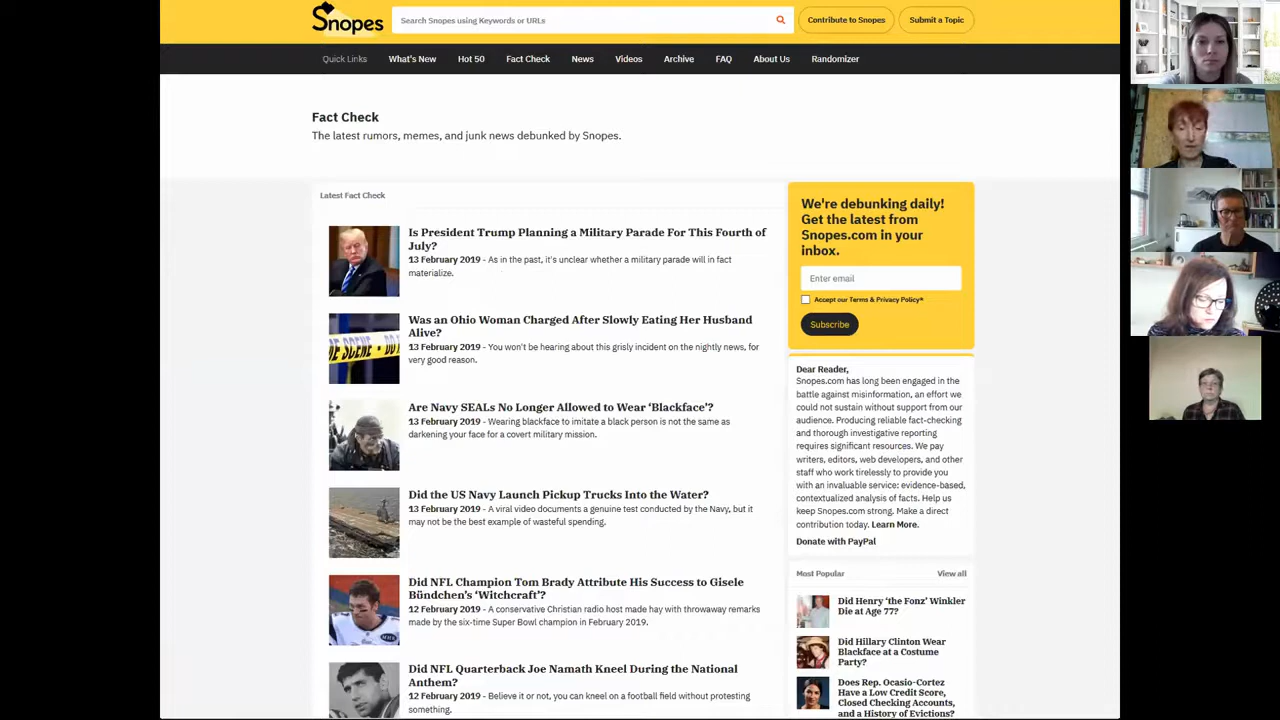 Snopes
Search Snopes using Keywords or URLs
Contribute to Snopes
Submit a Topic
Quick Links
What's New
Hot 50
Fact Check
News
Videos
Archive
FAQ
About Us
Randomizer
Fact Check
The latest rumors, memes, and junk news debunked by Snopes.
Latest Fact Check
Is President Trump Planning a Military Parade For This Fourth of
July?
13 February 2019 - As in the past, it's unclear whether a military parade will in fact
materialize.
Was an Ohio Woman Charged After Slowly Eating Her Husband
Alive?
13 February 2019 - You won't be hearing about this grisly incident on the nightly news, for
very good reason.
Are Navy SEALs No Longer Allowed to Wear ‘Blackface’?
13 February 2019 - Wearing blackface to imitate a black person is not the same as
darkening your face for a covert military mission.
Did the US Navy Launch Pickup Trucks Into the Water?
13 February 2019 - A viral video documents a genuine test conducted by the Navy, but it
may not be the best example of wasteful spending.
Did NFL Champion Tom Brady Attribute His Success to Gisele
Bündchen’s ‘Witchcraft’?
12 February 2019 - A conservative Christian radio host made hay with throwaway remarks
made by the six-time Super Bowl champion in February 2019.
Did NFL Quarterback Joe Namath Kneel During the National
Anthem?
12 February 2019 - Believe it or not, you can kneel on a football field without protesting
something.
We're debunking daily!
Get the latest from
Snopes.com in your
inbox.
Enter email
Accept our Terms & Privacy Policy*
Subscribe
Dear Reader,
Snopes.com has long been engaged in the
battle against misinformation, an effort we
could not sustain without support from our
audience. Producing reliable fact-checking
and thorough investigative reporting
requires significant resources. We pay
writers, editors, web developers, and other
staff who work tirelessly to provide you
with an invaluable service: evidence-based,
contextualized analysis of facts. Help us
keep Snopes.com strong. Make a direct
contribution today. Learn More.
Donate with PayPal
Most Popular
View all
Did Henry ‘the Fonz’ Winkler
Die at Age 77?
Did Hillary Clinton Wear
Blackface at a Costume
Party?
Does Rep. Ocasio-Cortez
Have a Low Credit Score,
Closed Checking Accounts,
and a History of Evictions?